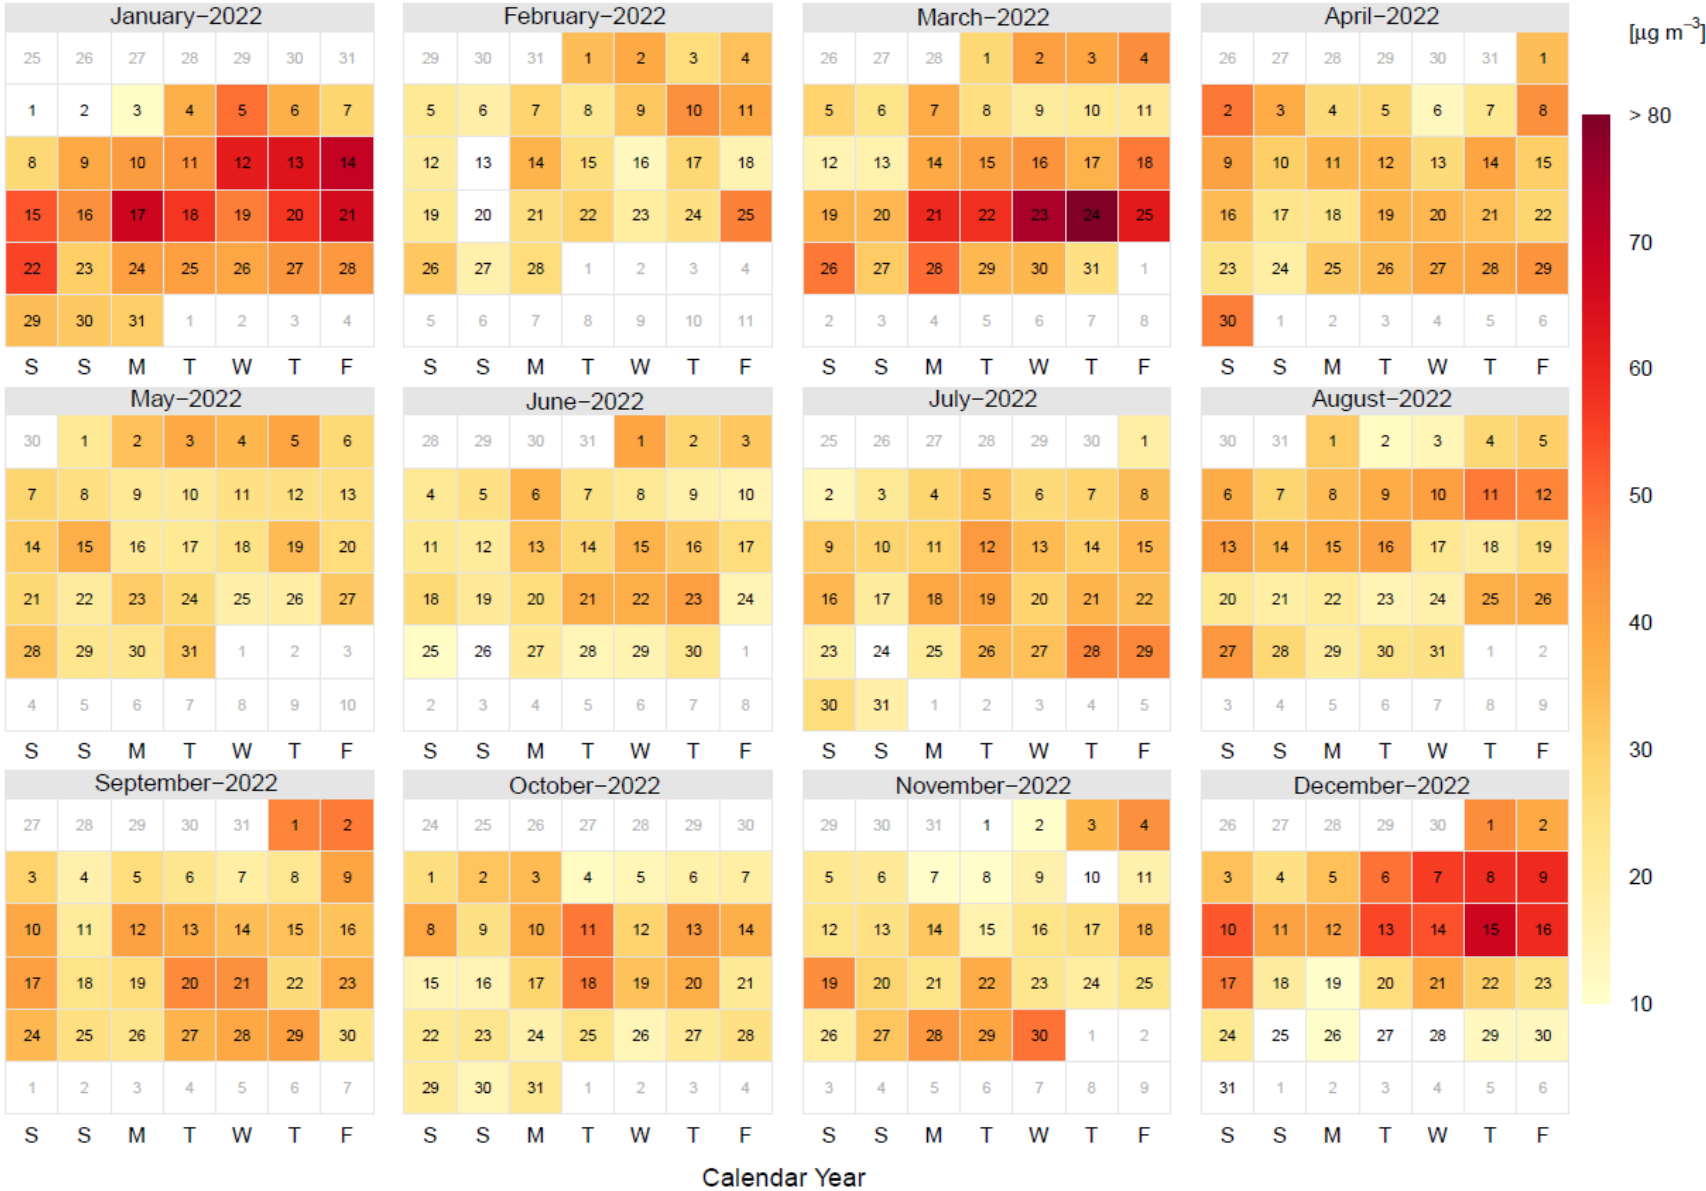 January−2022 February−2022 March−2022 April−2022
[μg m−3]
25 26 27 28 29 30 31 29 30 31 1 2 3 4 26 27 28 1 2 3 4 26 27 28 29 30 31 1
1 2 3 4 5 6 7 5 6 7 8 9 10 11 5 6 7 8 9 10 11 2 3 4 5 6 7 8
> 80
8 9 10 11 12 13 14 12 13 14 15 16 17 18 12 13 14 15 16 17 18 9 10 11 12 13 14 15
15 16 17 18 19 20 21 19 20 21 22 23 24 25 19 20 21 22 23 24 25 16 17 18 19 20 21 22
70
22 23 24 25 26 27 28 26 27 28 1 2 3 4 26 27 28 29 30 31 1 23 24 25 26 27 28 29
29 30 31 1 2 3 4 5 6 7 8 9 10 11 2 3 4 5 6 7 8 30 1 2 3 4 5 6
S S M T W T F S S M T W T F S S M T W T F S S M T W T F
60
May−2022 June−2022 July−2022 August−2022
30 1 2 3 4 5 6 28 29 30 31 1 2 3 25 26 27 28 29 30 1 30 31 1 2 3 4 5
7 8 9 10 11 12 13 4 5 6 7 8 9 10 2 3 4 5 6 7 8 6 7 8 9 10 11 12
50
14 15 16 17 18 19 20 11 12 13 14 15 16 17 9 10 11 12 13 14 15 13 14 15 16 17 18 19
21 22 23 24 25 26 27 18 19 20 21 22 23 24 16 17 18 19 20 21 22 20 21 22 23 24 25 26
40
28 29 30 31 1 2 3 25 26 27 28 29 30 1 23 24 25 26 27 28 29 27 28 29 30 31 1 2
4 5 6 7 8 9 10 2 3 4 5 6 7 8 30 31 1 2 3 4 5 3 4 5 6 7 8 9
S S M T W T F S S M T W T F S S M T W T F S S M T W T F
30
September−2022 October−2022 November−2022 December−2022
27 28 29 30 31 1 2 24 25 26 27 28 29 30 29 30 31 1 2 3 4 26 27 28 29 30 1 2
3 4 5 6 7 8 9 1 2 3 4 5 6 7 5 6 7 8 9 10 11 3 4 5 6 7 8 9
20
10 11 12 13 14 15 16 8 9 10 11 12 13 14 12 13 14 15 16 17 18 10 11 12 13 14 15 16
17 18 19 20 21 22 23 15 16 17 18 19 20 21 19 20 21 22 23 24 25 17 18 19 20 21 22 23
10
24 25 26 27 28 29 30 22 23 24 25 26 27 28 26 27 28 29 30 1 2 24 25 26 27 28 29 30
1 2 3 4 5 6 7 29 30 31 1 2 3 4 3 4 5 6 7 8 9 31 1 2 3 4 5 6
S S M T W T F S S M T W T F S S M T W T F S S M T W T F
Calendar Year